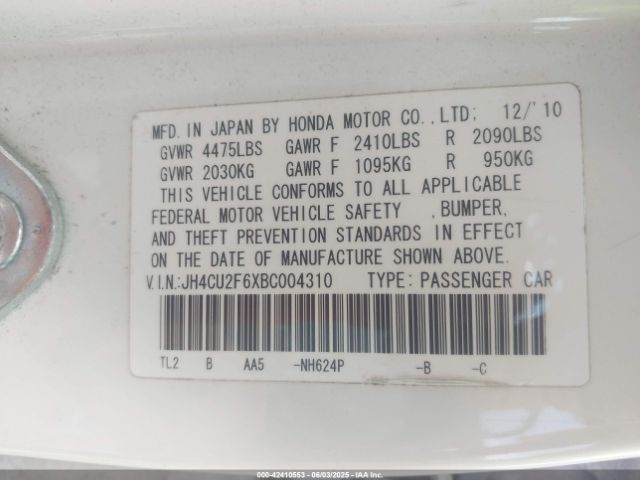 MFD. IN JAPAN BY HONDA MOTOR CO., LTD: 12/'10
GVWR 4475LBS GAWR F 2410LBS R 2090LBS
GVWR 2030KG GAWR F 1095KG R 950KG
THIS VEHICLE CONFORMS TO ALL APPLICABLE
FEDERAL MOTOR VEHICLE SAFETY , BUMPER,
AND THEFT PREVENTION STANDARDS IN EFFECT
ON THE DATE OF MANUFACTURE SHOWN ABOVE.
V.I.N.:JH4CU2F6XBC004310 TYPE: PASSENGER CAR
TL2 B AA5 -NH624P -B -C
000-42410553 - 06/03/2025 - IAA Inc.